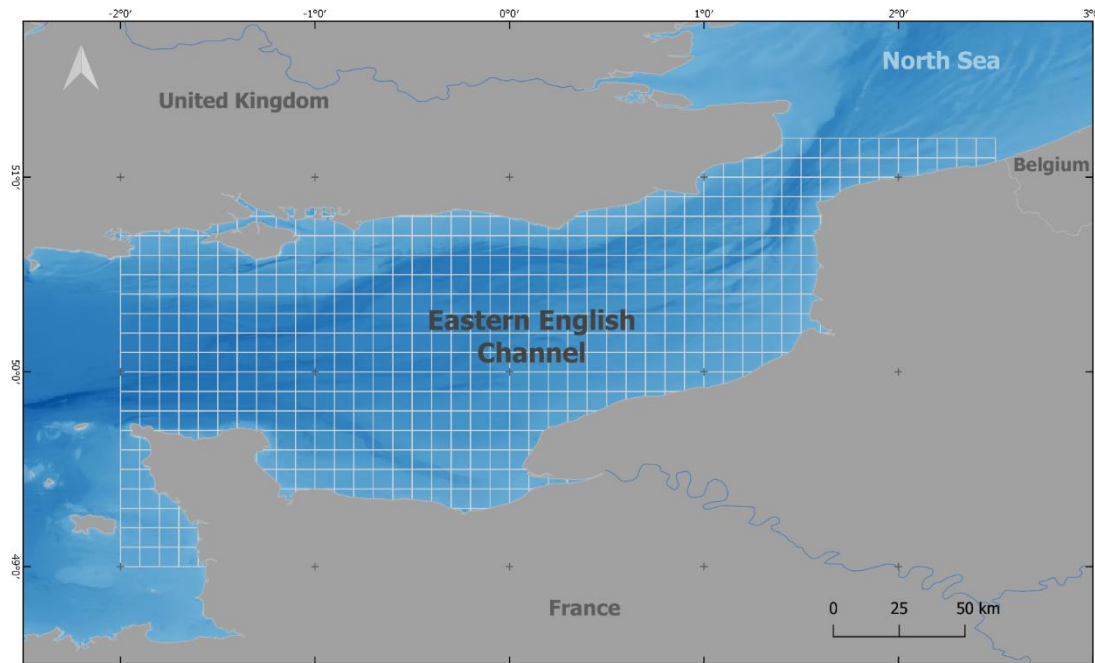 -2°0' -1°0' 0°0' 1°0' 2°0' 3°0'
North Sea
United Kingdom
Belgium
51°0'
Eastern English
Channel
50°0'
49°0'
France
0 25 50 km